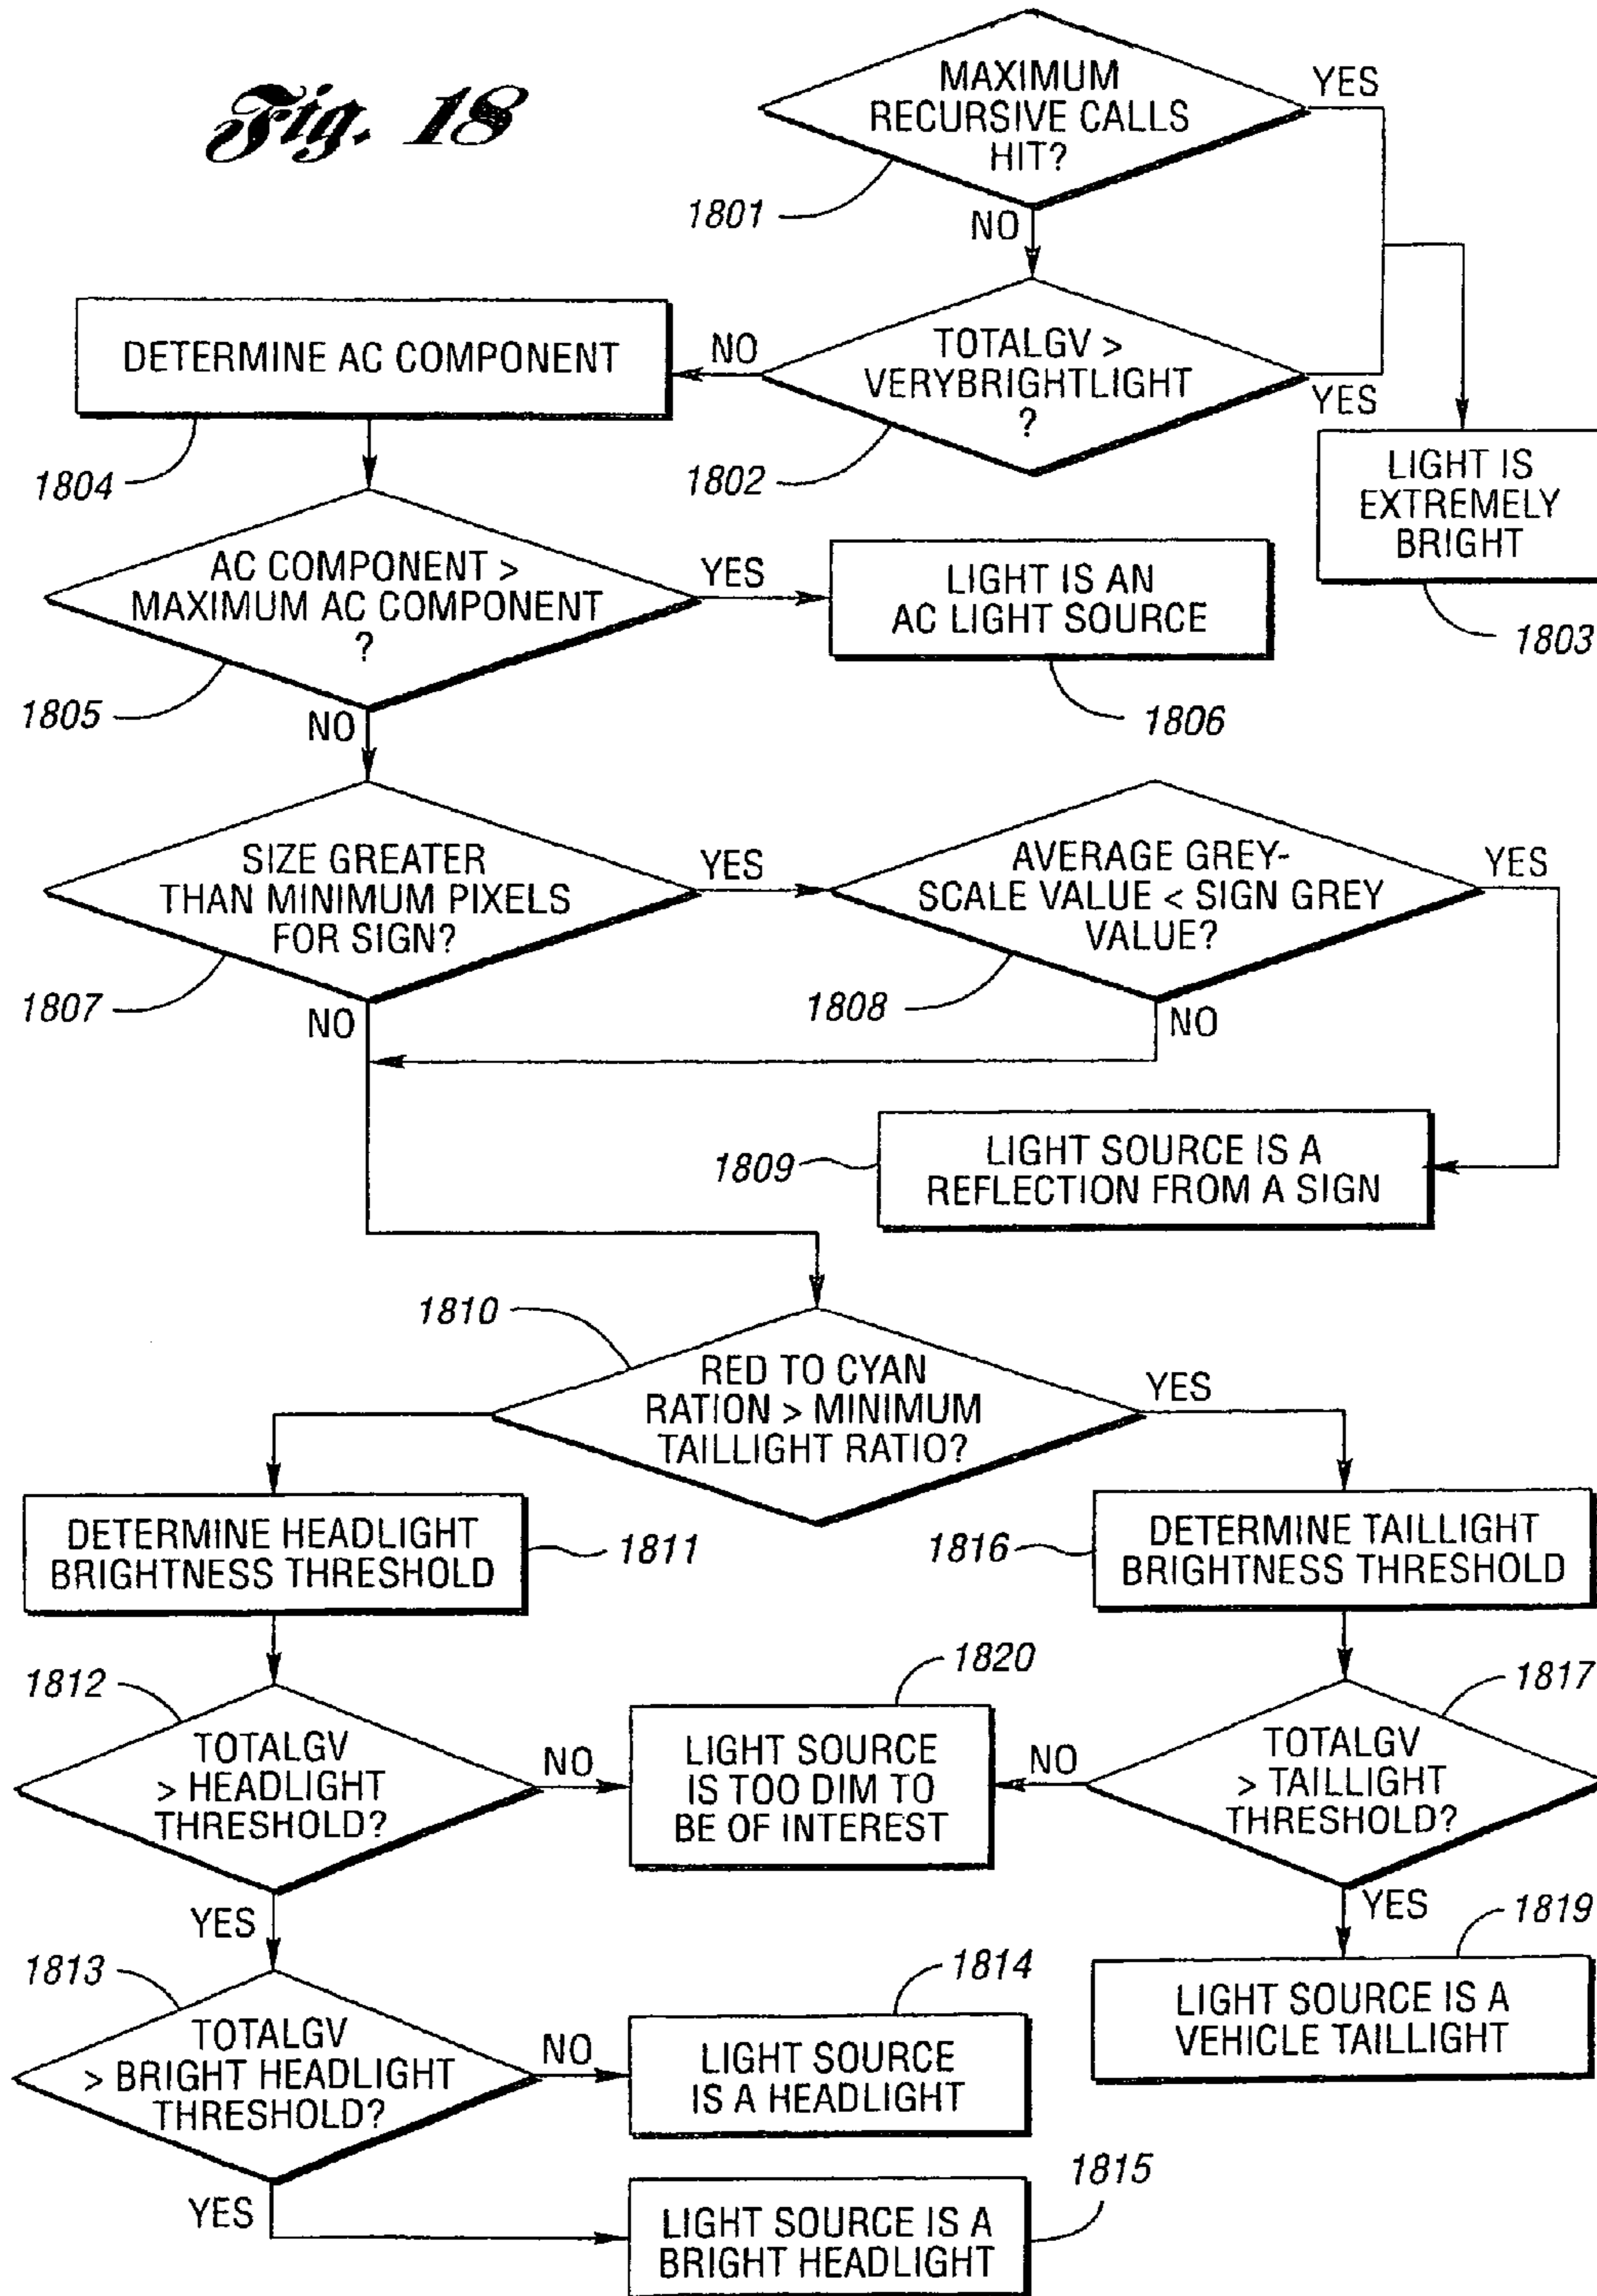 Fig. 18
MAXIMUM
RECURSIVE CALLS
HIT?
YES
1801
NO
TOTALGV >
VERYBRIGHTLIGHT
?
NO
YES
1802
DETERMINE AC COMPONENT
1804
LIGHT IS
EXTREMELY
BRIGHT
1803
AC COMPONENT >
MAXIMUM AC COMPONENT
?
YES
1805
NO
LIGHT IS AN
AC LIGHT SOURCE
1806
SIZE GREATER
THAN MINIMUM PIXELS
FOR SIGN?
YES
1807
NO
AVERAGE GREY-
SCALE VALUE < SIGN GREY
VALUE?
YES
1808
NO
1809
LIGHT SOURCE IS A
REFLECTION FROM A SIGN
1810
RED TO CYAN
RATION > MINIMUM
TAILLIGHT RATIO?
YES
DETERMINE HEADLIGHT
BRIGHTNESS THRESHOLD
1811
1816
DETERMINE TAILLIGHT
BRIGHTNESS THRESHOLD
1812
TOTALGV
> HEADLIGHT
THRESHOLD?
NO
YES
1820
LIGHT SOURCE
IS TOO DIM TO
BE OF INTEREST
1817
NO
TOTALGV
> TAILLIGHT
THRESHOLD?
YES
1819
LIGHT SOURCE IS A
VEHICLE TAILLIGHT
1813
TOTALGV
> BRIGHT HEADLIGHT
THRESHOLD?
NO
YES
1814
LIGHT SOURCE
IS A HEADLIGHT
1815
LIGHT SOURCE IS A
BRIGHT HEADLIGHT